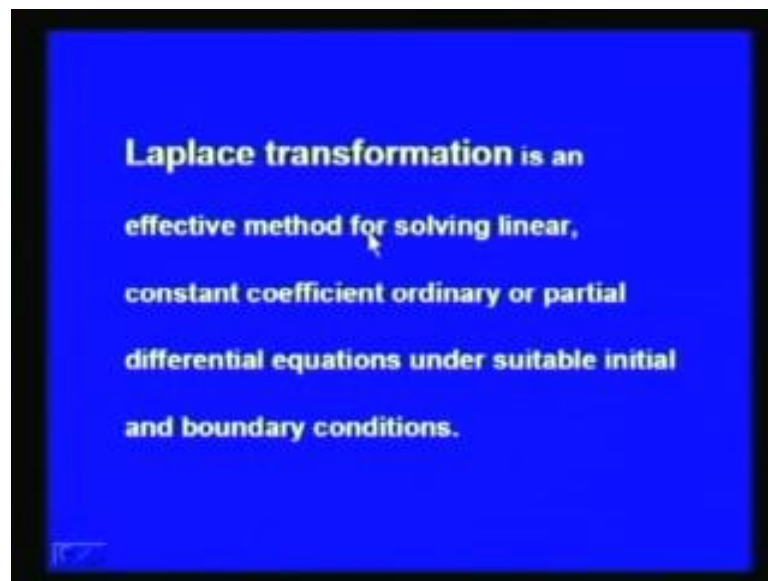 Laplace transformation is an
effective method for solving linear,
constant coefficient ordinary or partial
differential equations under suitable initial
and boundary conditions.